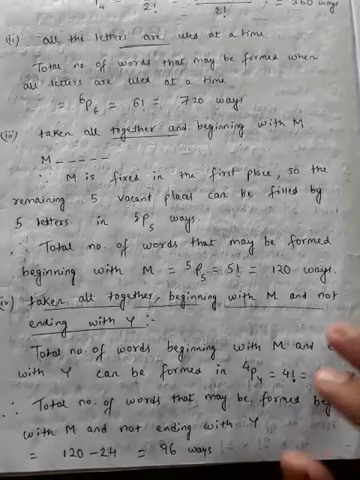 = 360 ways
2! 2!
(ii) all the letters are used at a time
Total no. of words that may be formed when
all letters are used at a time
= ⁶P₆ = 6! = 720 ways
(iii) taken all together and beginning with M
M - - - - -
∵ M is fixed in the first place, so the
remaining 5 vacant places can be filled by
5 letters in ⁵P₅ ways.
∴ Total no. of words that may be formed
beginning with M = ⁵P₅ = 5! = 120 ways.
(iv) taken all together, beginning with M and not
ending with Y :-
Total no. of words beginning with M and
with Y can be formed in ⁴P₄ = 4! =
∴ Total no. of words that may be formed
with M and not ending with Y
= 120 - 24 = 96 ways